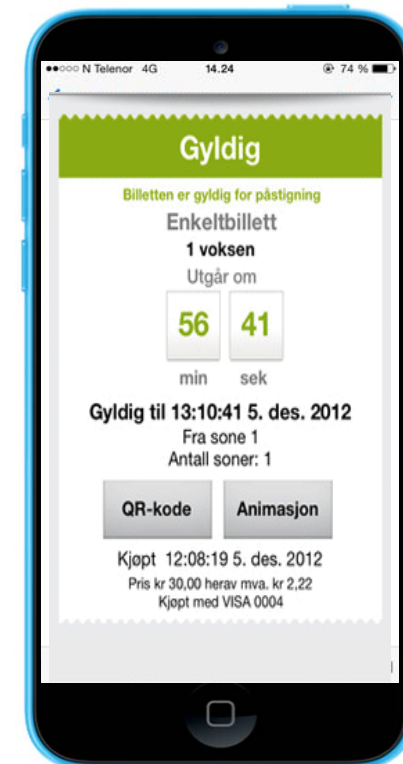 N Telenor 4G 14.24 74 %
Gyldig
Billetten er gyldig for påstigning
Enkeltbillett
1 voksen
Utgår om
56 41
min sek
Gyldig til 13:10:41 5. des. 2012
Fra sone 1
Antall soner: 1
QR-kode Animasjon
Kjøpt 12:08:19 5. des. 2012
Pris kr 30,00 herav mva. kr 2,22
Kjøpt med VISA 0004